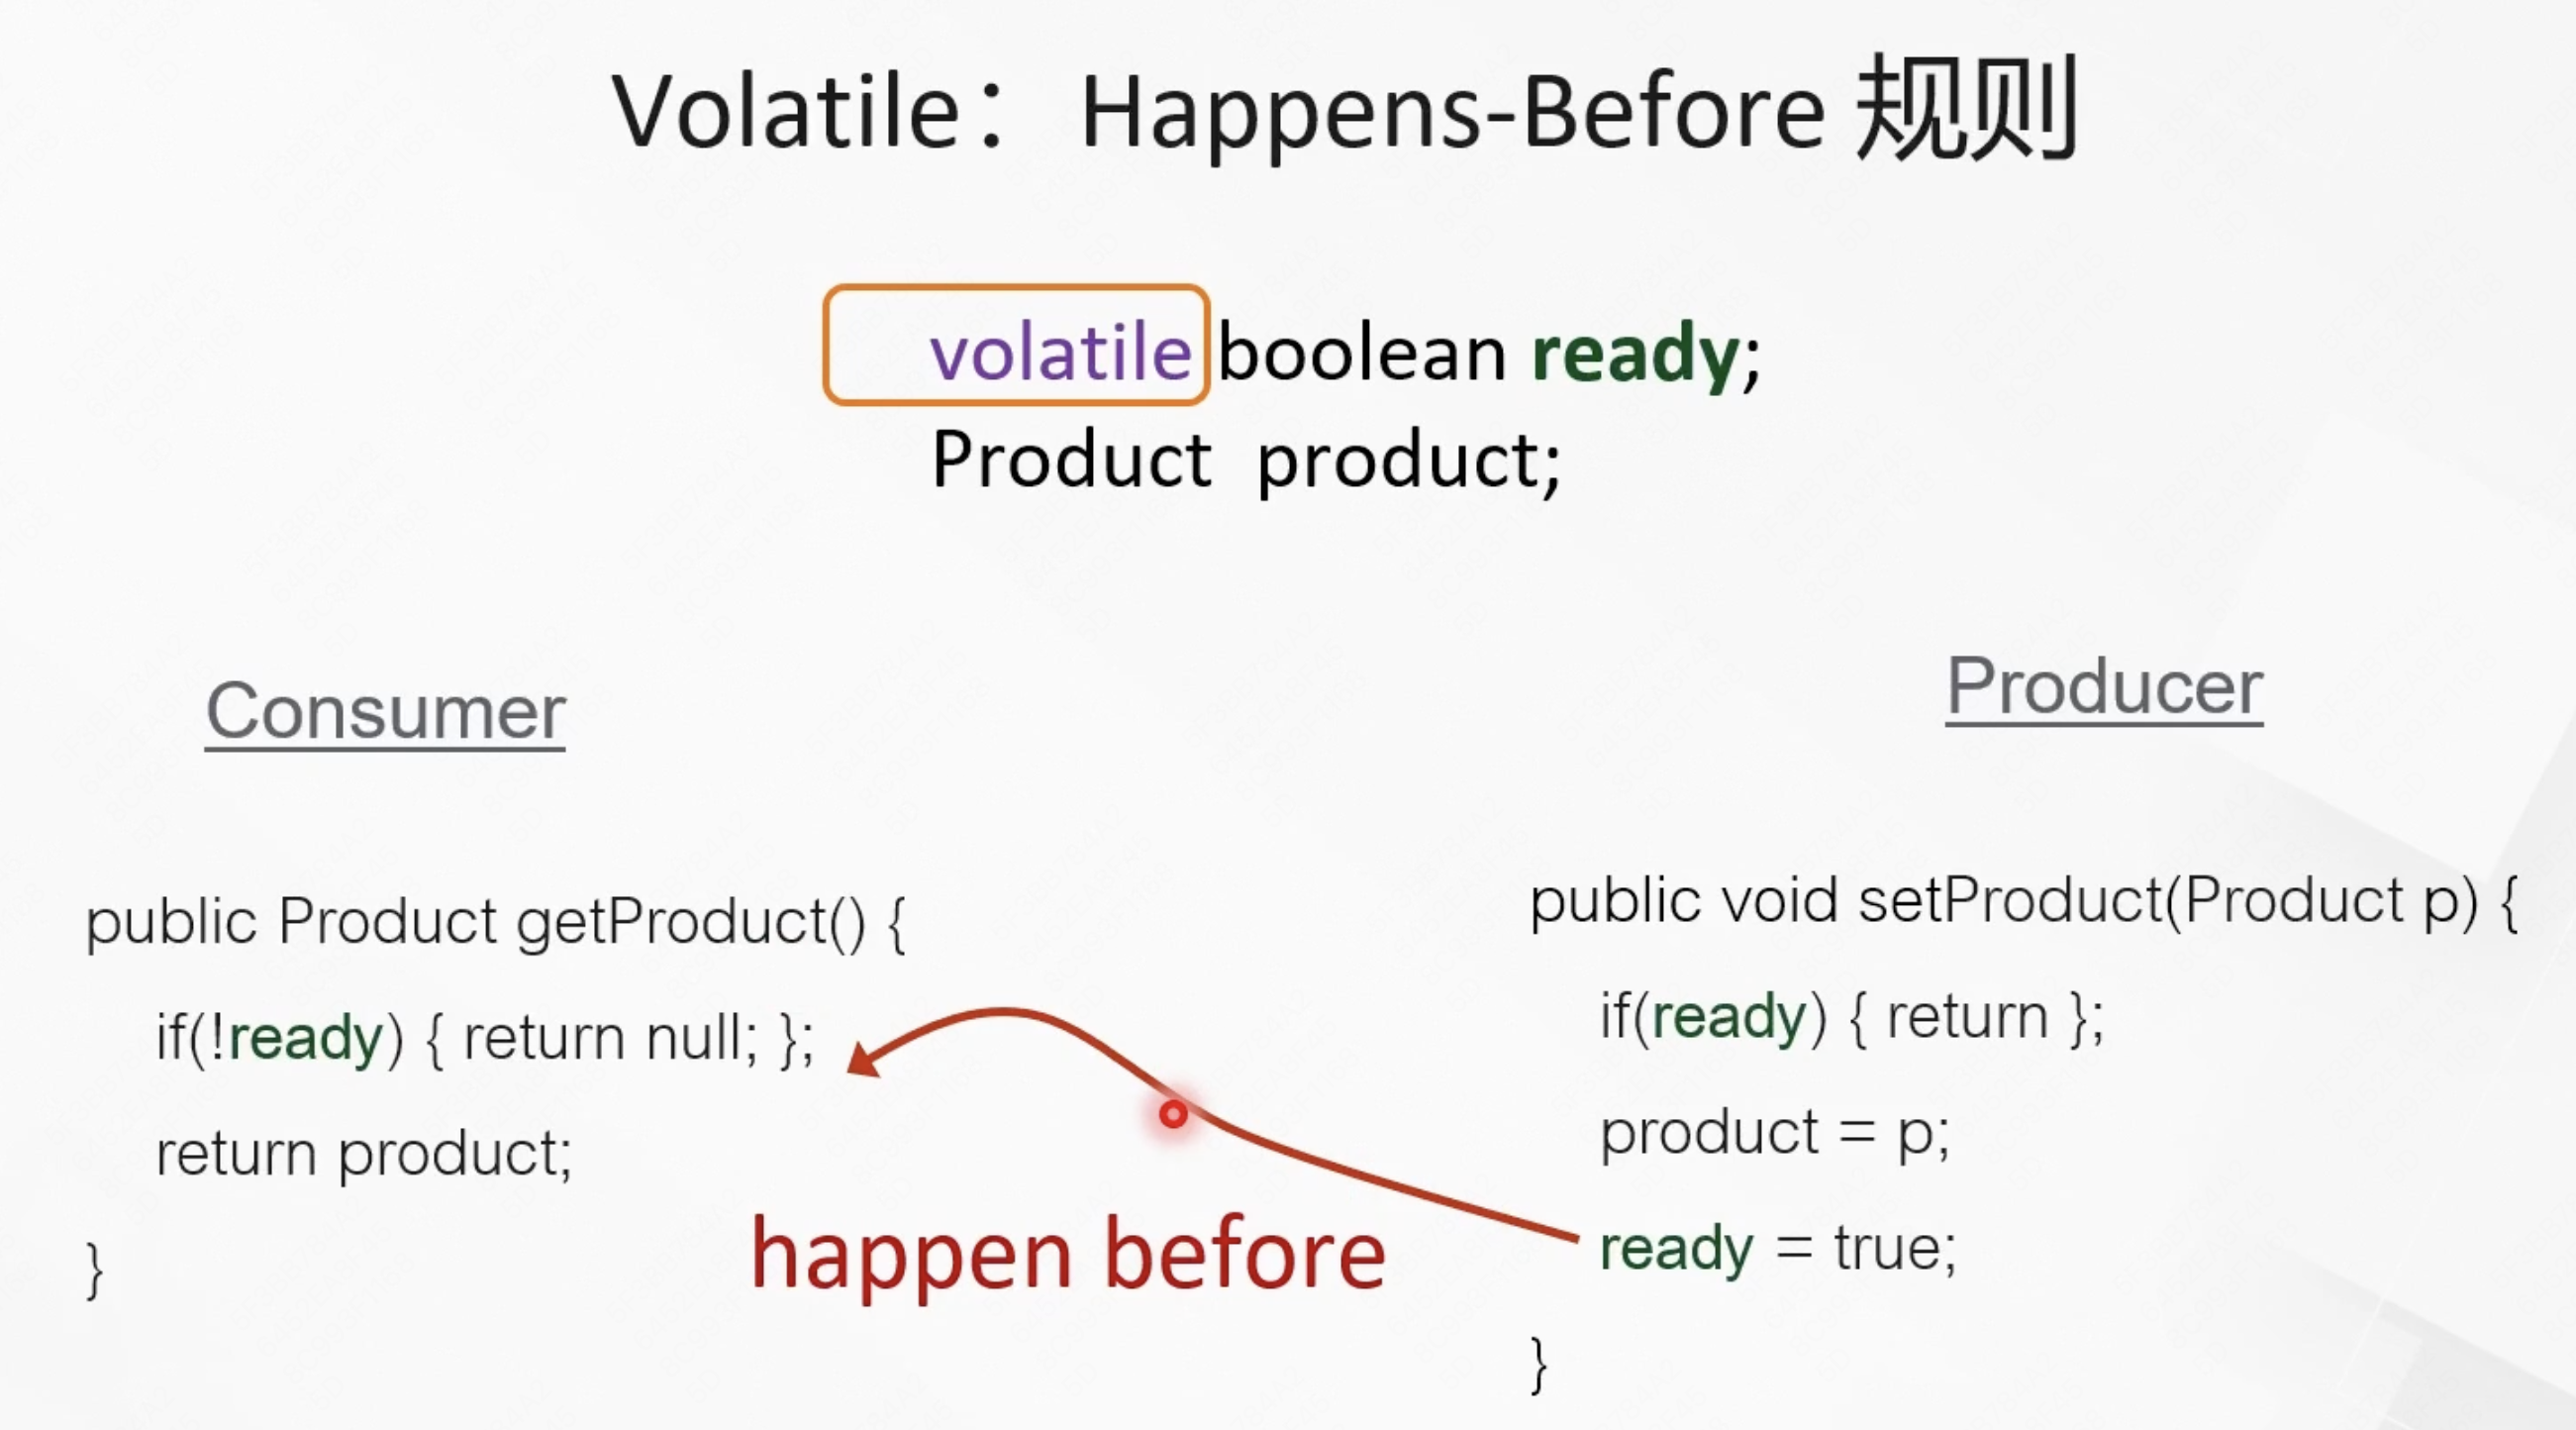 Volatile： Happens-Before 规则
volatile boolean ready;
Product product;
Consumer
public Product getProduct() {
if(!ready) { return null; };
return product;
}
happen before
Producer
public void setProduct(Product p) {
if(ready) { return };
product = p;
ready = true;
}